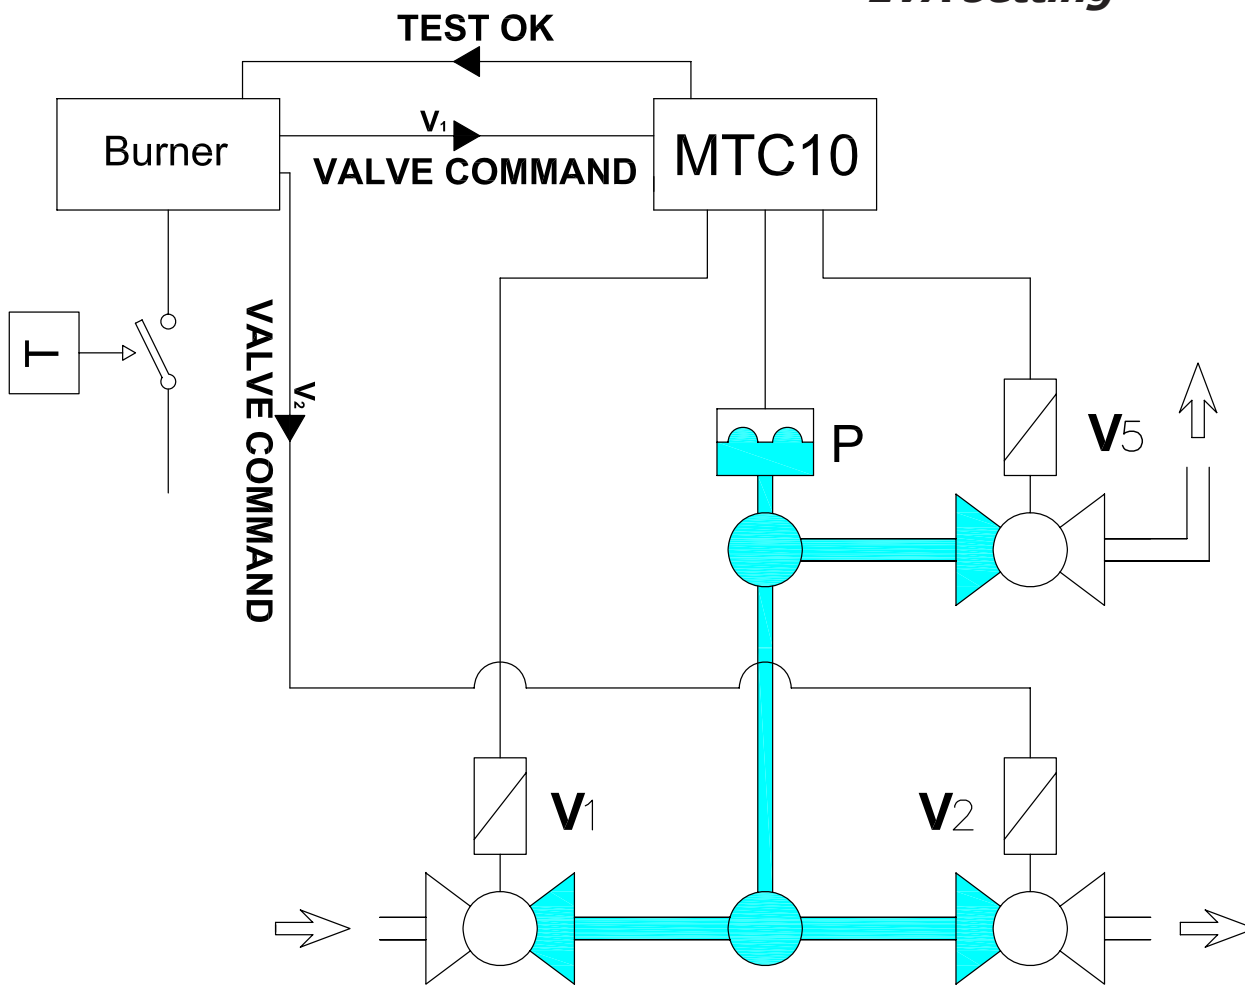 TEST OK
Burner
V₁
VALVE COMMAND
MTC10
T
VALVE COMMAND
V₂
P
V5
V1
V2